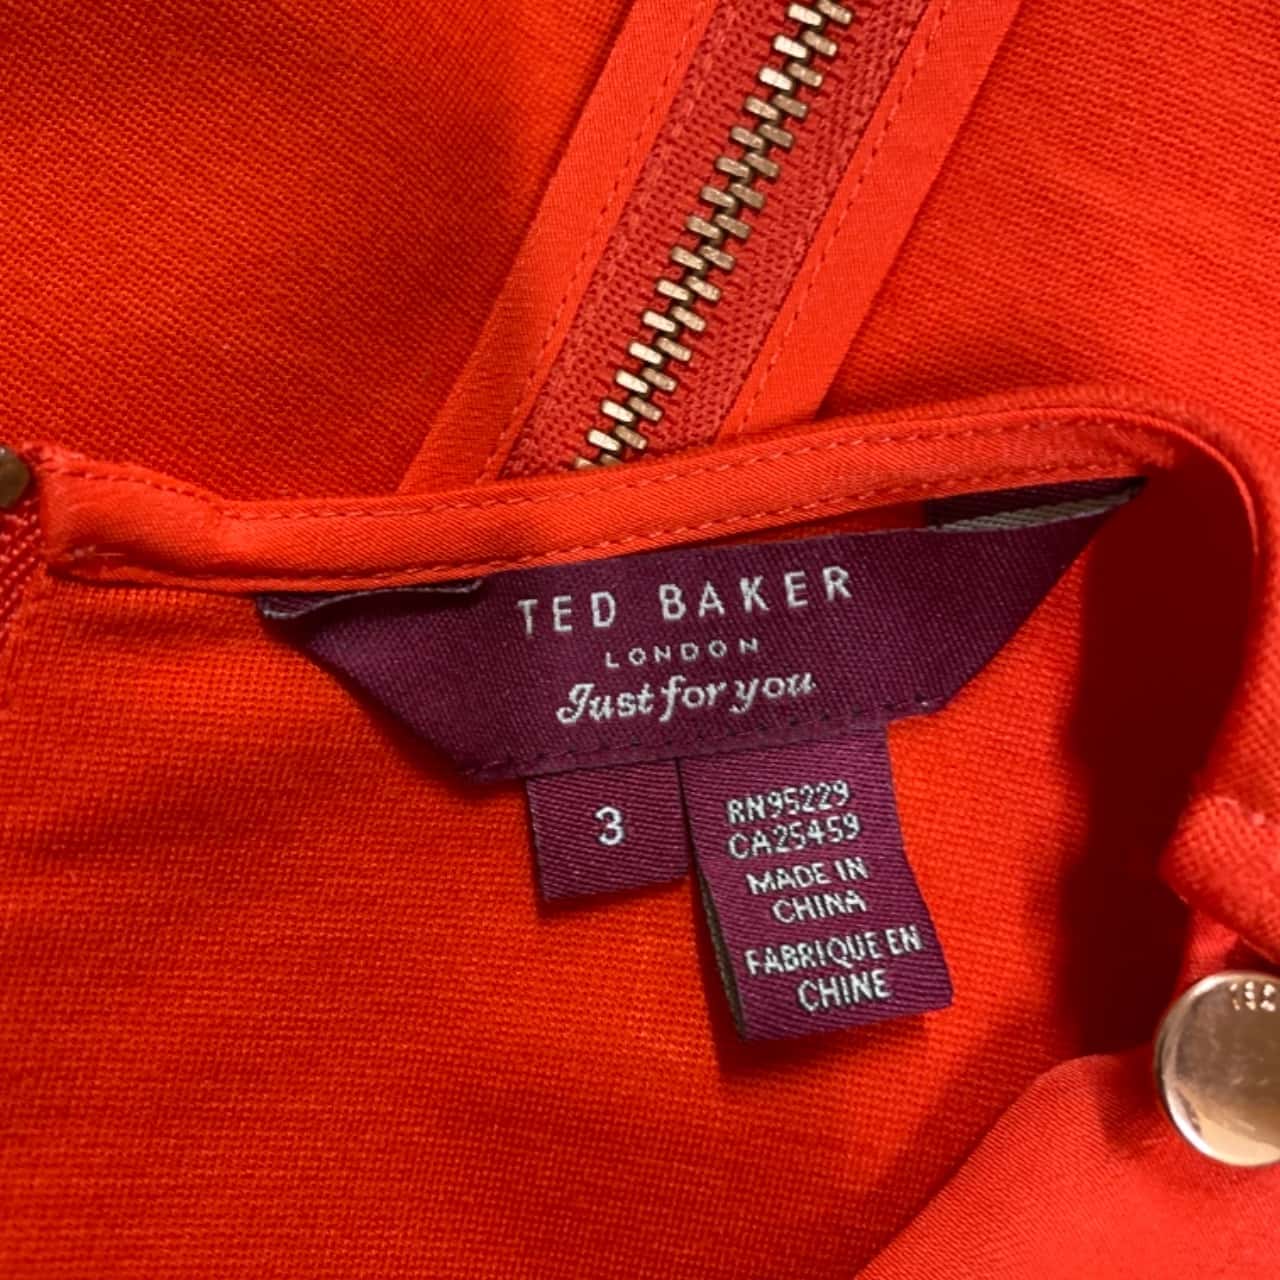 TED BAKER
LONDON
Just for you
3
RN95229
CA25459
MADE IN
CHINA
FABRIQUE EN
CHINE